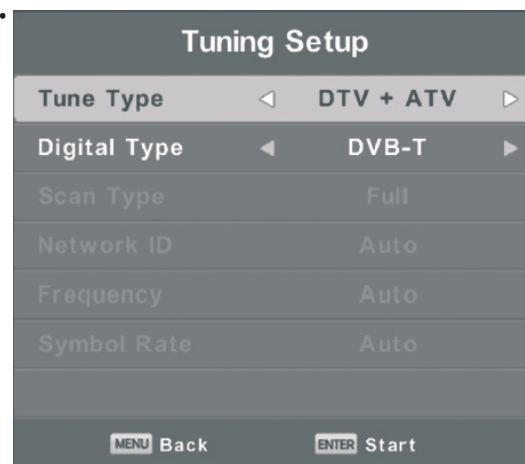 Tuning Setup
Tune Type DTV + ATV
Digital Type DVB-T
Scan Type Full
Network ID Auto
Frequency Auto
Symbol Rate Auto
MENU Back ENTER Start